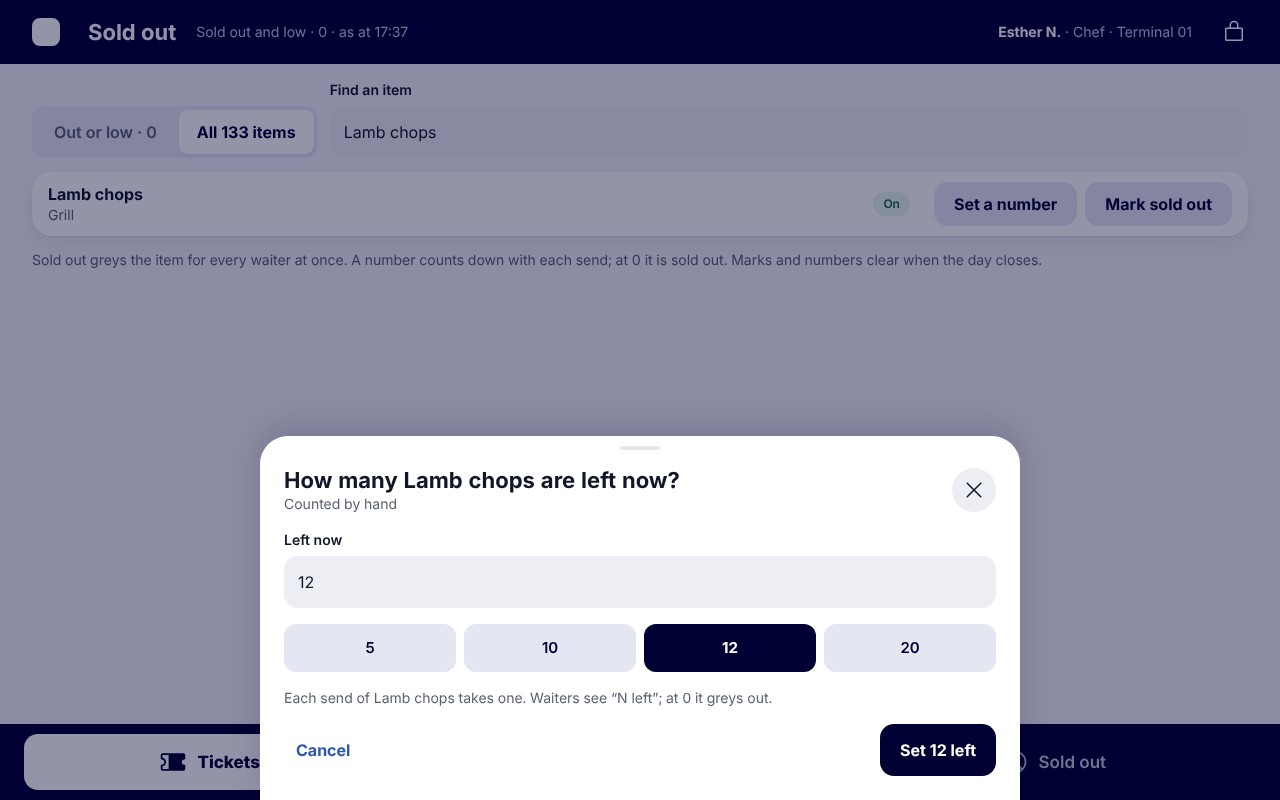 Sold out
Sold out and low · 0 · as at 17:37
Esther N. · Chef · Terminal 01
Find an item
Out or low · 0
All 133 items
Lamb chops
Lamb chops
Grill
On
Set a number
Mark sold out
Sold out greys the item for every waiter at once. A number counts down with each send; at 0 it is sold out. Marks and numbers clear when the day closes.
How many Lamb chops are left now?
Counted by hand
Left now
12
5
10
12
20
Each send of Lamb chops takes one. Waiters see “N left”; at 0 it greys out.
Cancel
Set 12 left
Tickets
Sold out